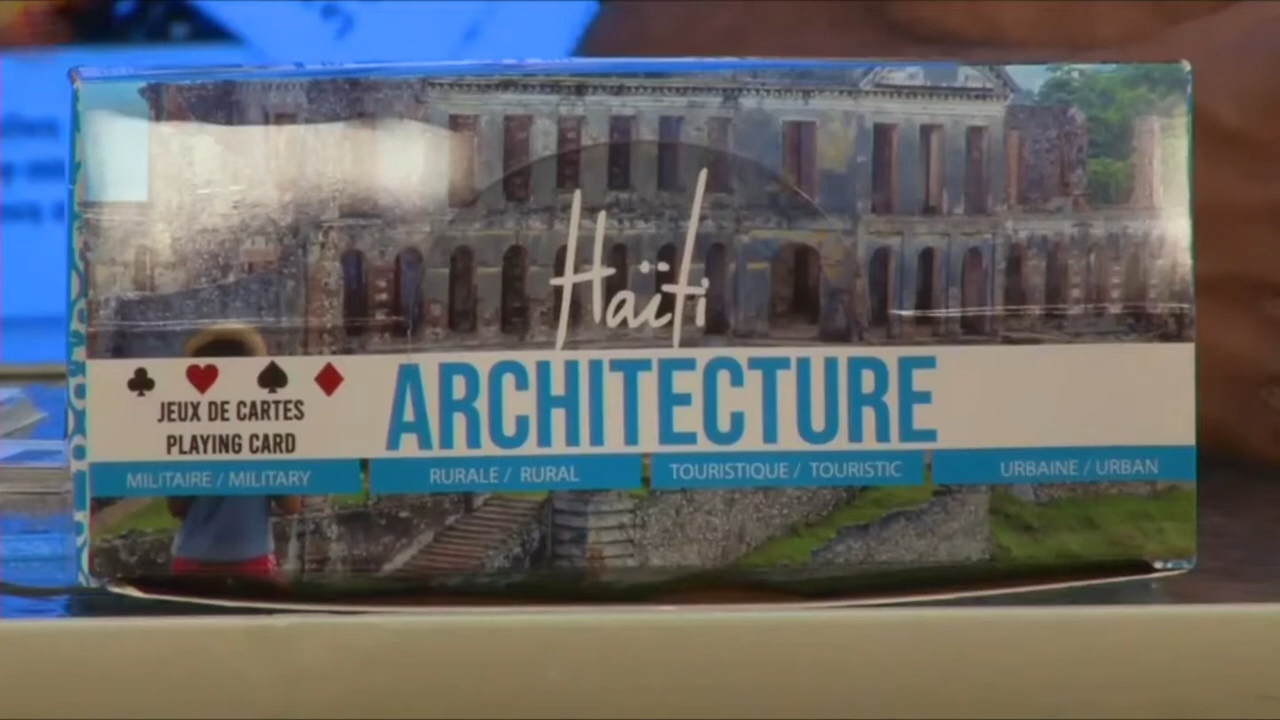 Haïti
ARCHITECTURE
JEUX DE CARTES
PLAYING CARD
MILITAIRE / MILITARY
RURALE / RURAL
TOURISTIQUE / TOURISTIC
URBAINE / URBAN